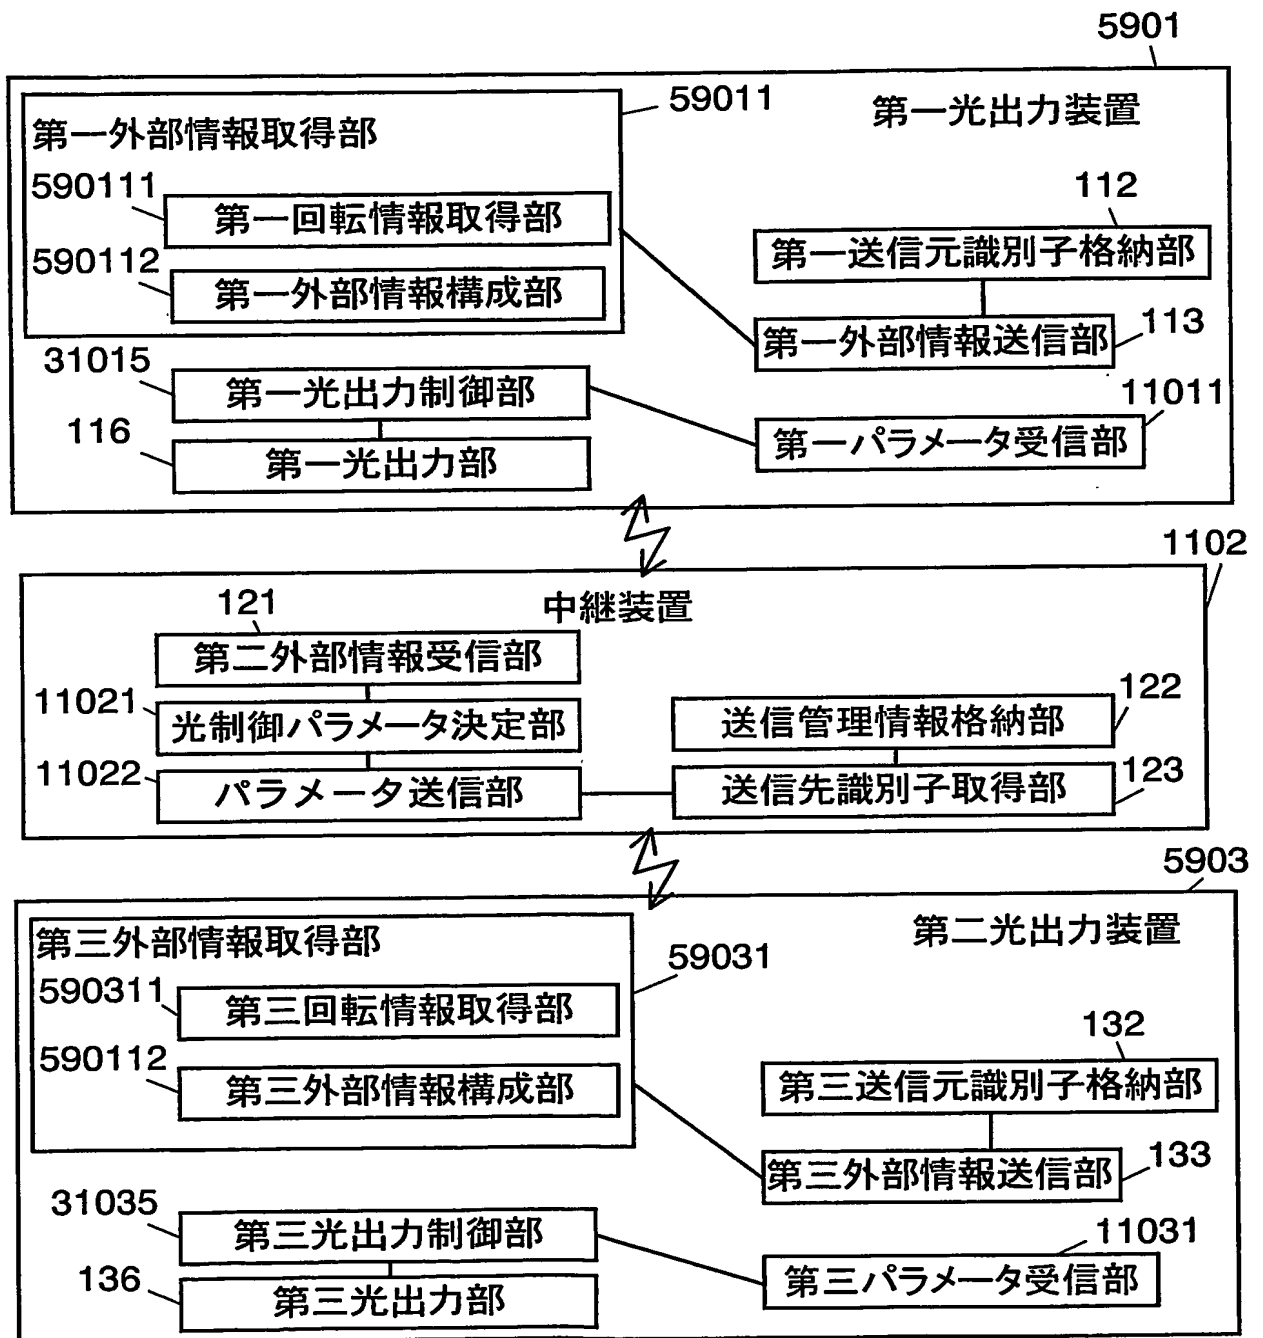 5901
59011
第一光出力装置
第一外部情報取得部
590111
112
第一回転情報取得部
第一送信元識別子格納部
590112
第一外部情報構成部
113
第一外部情報送信部
31015
第一光出力制御部
11011
116
第一パラメータ受信部
第一光出力部
1102
121
中継装置
第二外部情報受信部
11021
122
光制御パラメータ決定部
送信管理情報格納部
11022
123
パラメータ送信部
送信先識別子取得部
5903
第三外部情報取得部
第二光出力装置
59031
590311
第三回転情報取得部
132
590112
第三外部情報構成部
第三送信元識別子格納部
133
第三外部情報送信部
31035
第三光出力制御部
11031
136
第三パラメータ受信部
第三光出力部